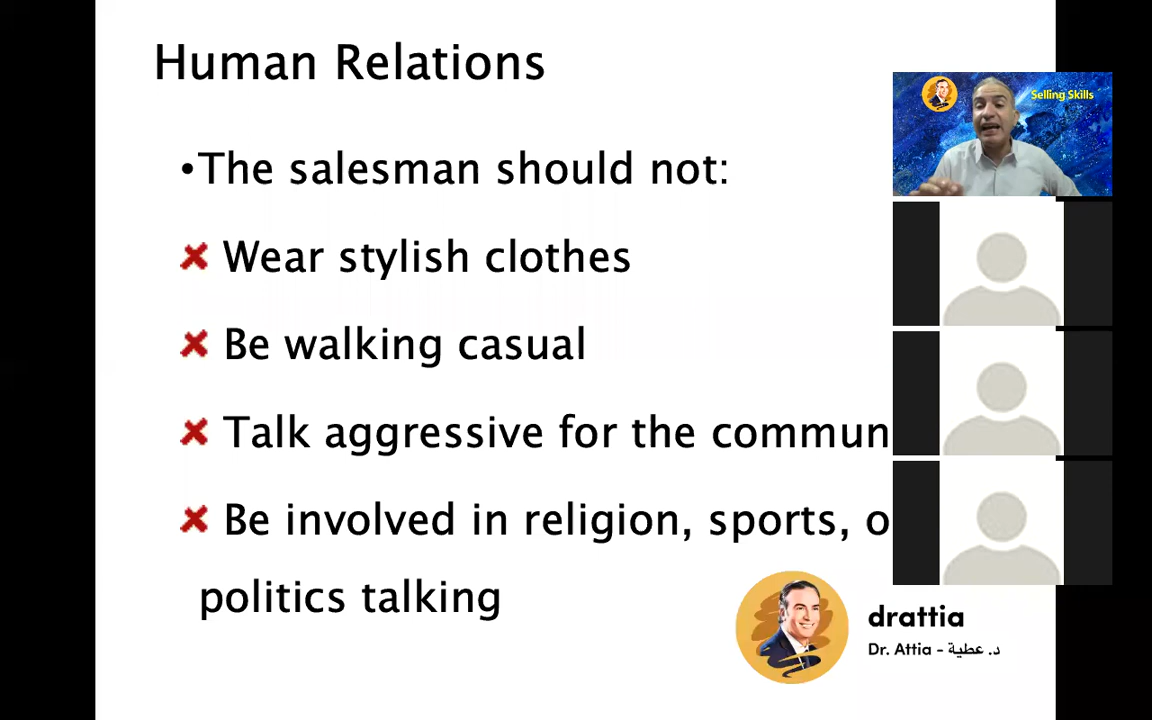 Human Relations
•The salesman should not:
Wear stylish clothes
Be walking casual
Talk aggressive for the commun
Be involved in religion, sports, o
politics talking
Selling Skills
drattia
Dr. Attia - د. عطية